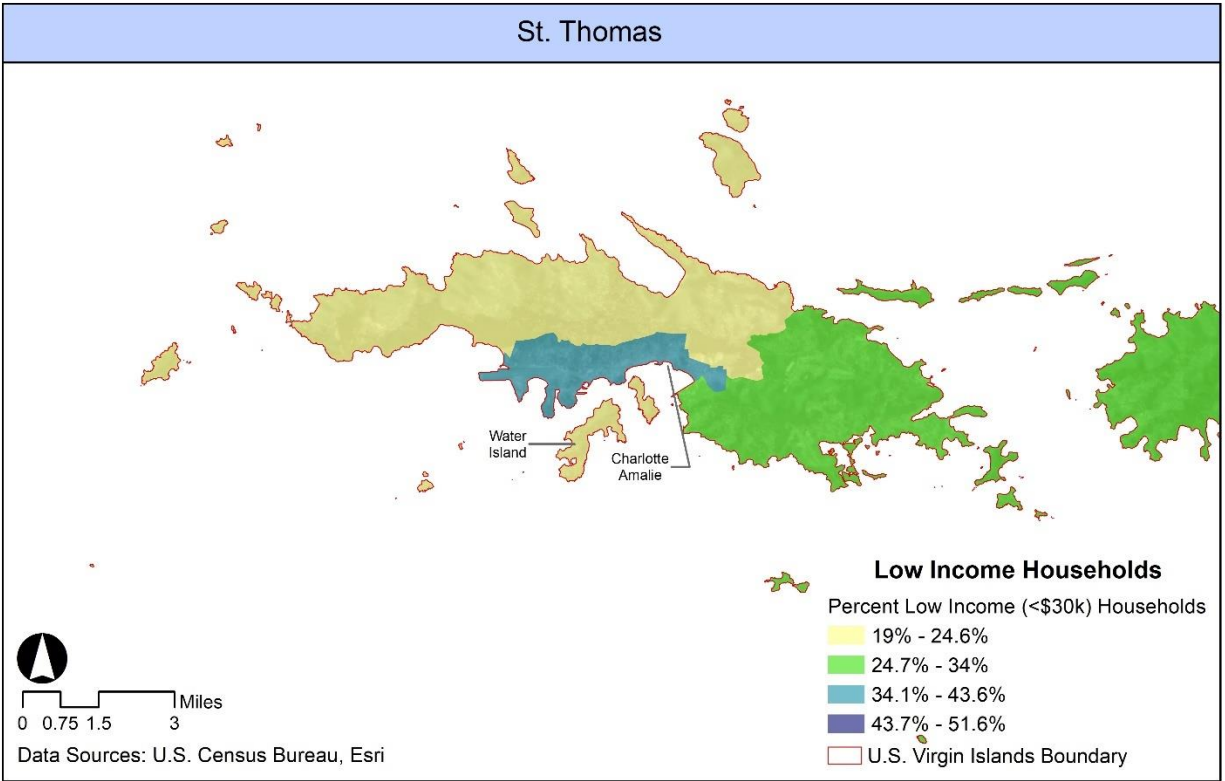 St. Thomas
Water
Island
Charlotte
Amalie
Low Income Households
Percent Low Income (<$30k) Households
19% - 24.6%
24.7% - 34%
34.1% - 43.6%
43.7% - 51.6%
U.S. Virgin Islands Boundary
Miles
0 0.75 1.5 3
Data Sources: U.S. Census Bureau, Esri